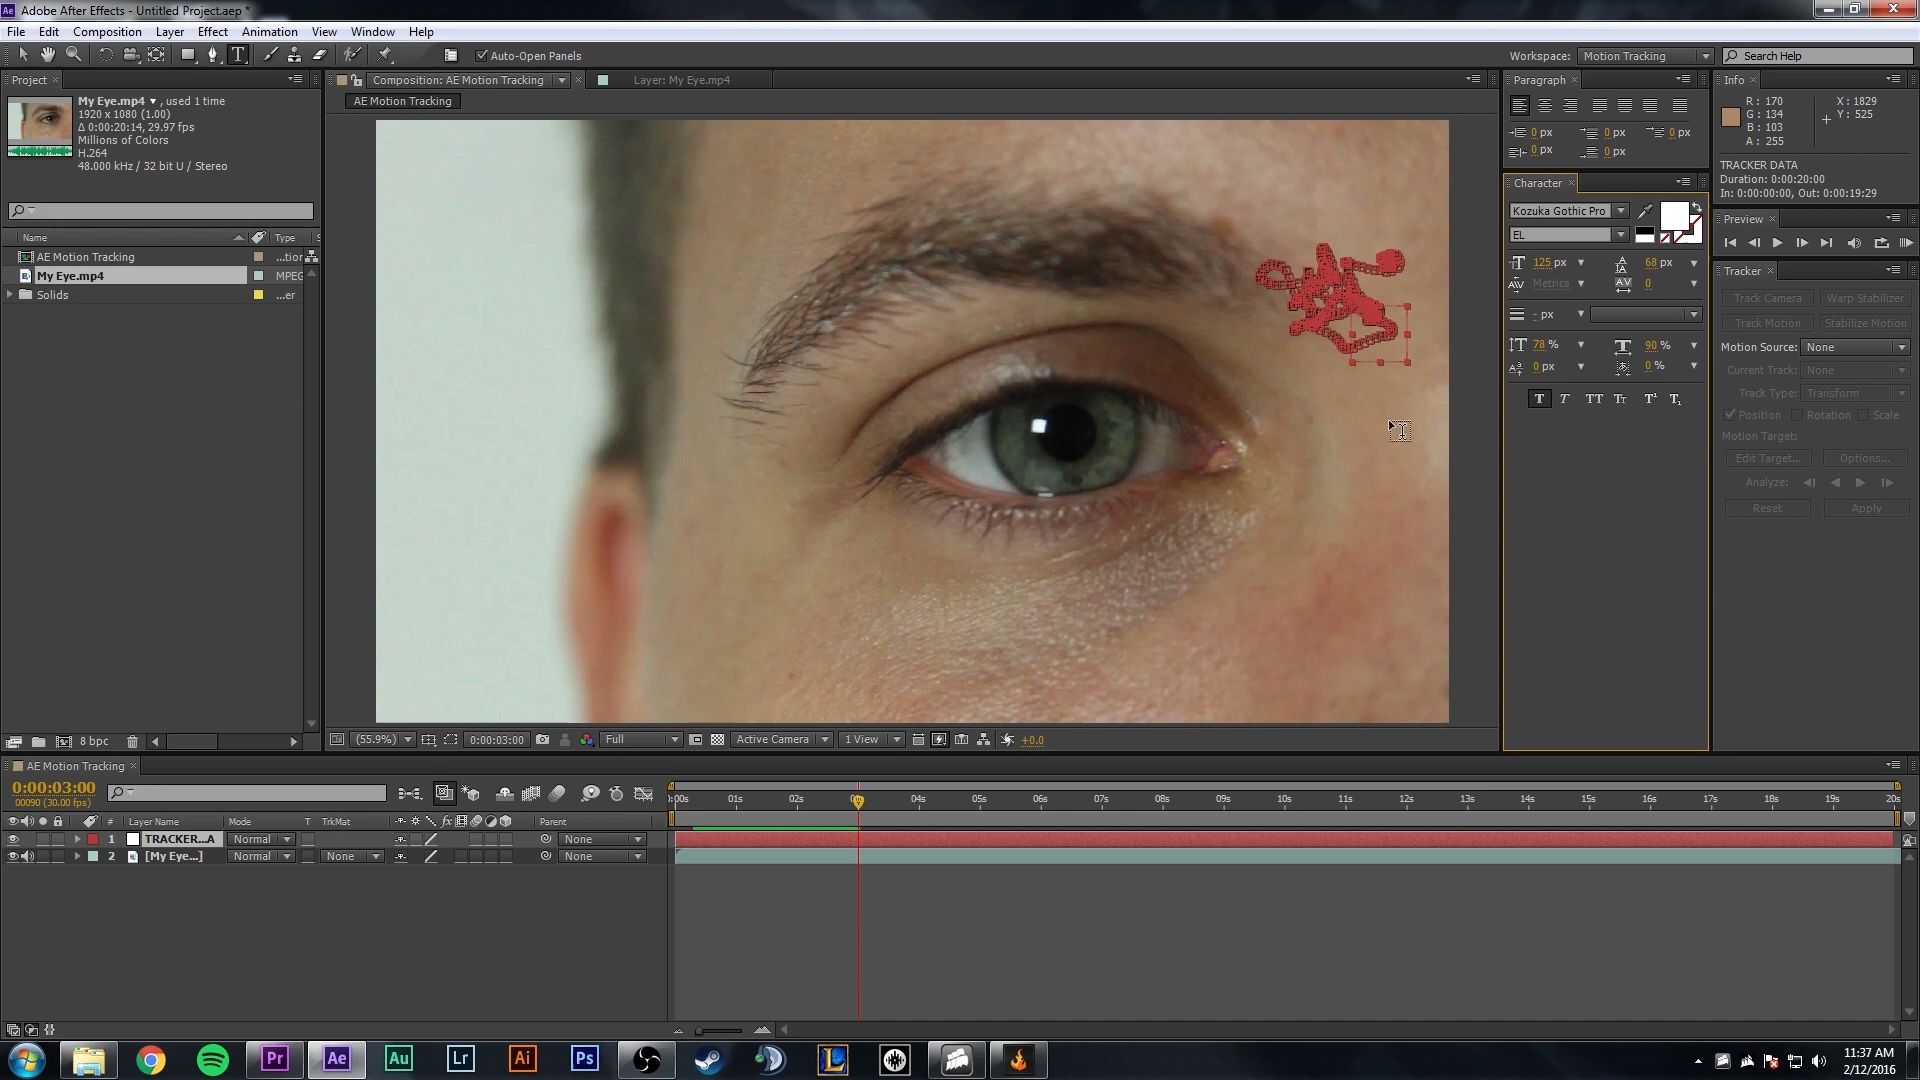 Adobe After Effects - Untitled Project.aep *
File Edit Composition Layer Effect Animation View Window Help
Auto-Open Panels
Workspace: Motion Tracking
Search Help
Project
My Eye.mp4 , used 1 time
1920 x 1080 (1.00)
Δ 0:00:20:14, 29.97 fps
Millions of Colors
H.264
48.000 kHz / 32 bit U / Stereo
Name Type S
AE Motion Tracking ...tion
My Eye.mp4 MPEG
Solids ...er
8 bpc
Composition: AE Motion Tracking
Layer: My Eye.mp4
AE Motion Tracking
(55.9%) 0:00:03:00 Full Active Camera 1 View +0.0
Paragraph
0 px 0 px 0 px
0 px 0 px
Character
Kozuka Gothic Pro
EL
125 px 68 px
Metrics 0
- px
78 % 90 %
0 px 0 %
T T TT Tт T¹ T₁
Info
R: 170
G: 134
B: 103
A: 255
X: 1829
Y: 525
TRACKER DATA
Duration: 0:00:20:00
In: 0:00:00:00, Out: 0:00:19:29
Preview
Tracker
Track Camera Warp Stabilizer
Track Motion Stabilize Motion
Motion Source: None
Current Track: None
Track Type: Transform
Position Rotation Scale
Motion Target:
Edit Target... Options...
Analyze:
Reset Apply
AE Motion Tracking
0:00:03:00
00090 (30.00 fps)
# Layer Name Mode T TrkMat fx Parent
1 TRACKER...A Normal None
2 [My Eye...] Normal None None
):00s 01s 02s 04s 05s 06s 07s 08s 09s 10s 11s 12s 13s 14s 15s 16s 17s 18s 19s 20s
Pr Ae Au Lr Ai Ps L
11:37 AM
2/12/2016